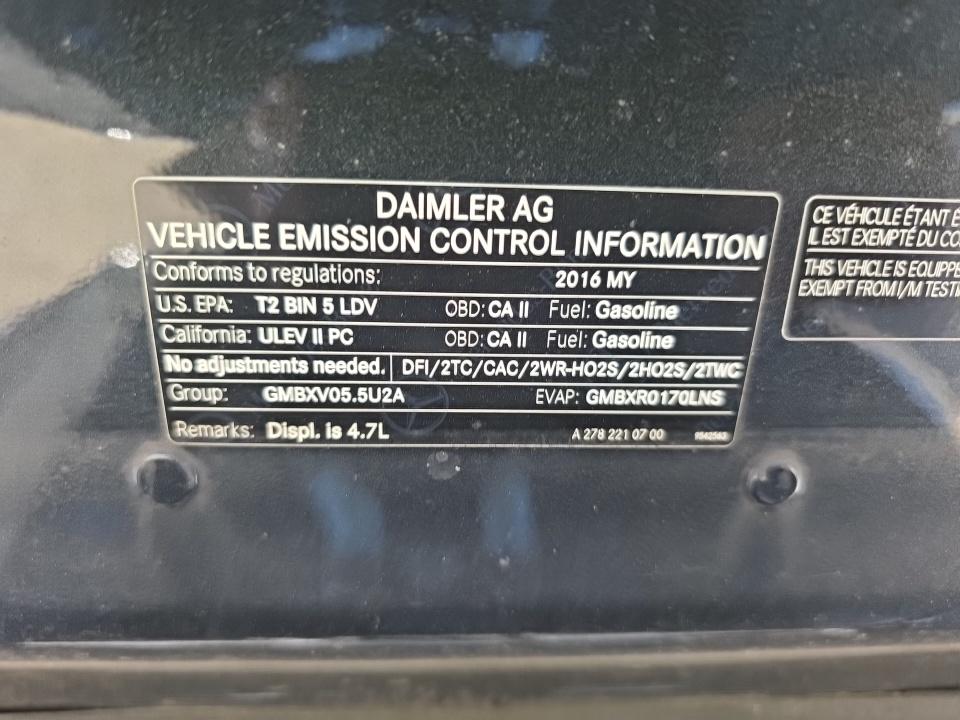 DAIMLER AG
VEHICLE EMISSION CONTROL INFORMATION
Conforms to regulations: 2016 MY
U.S. EPA: T2 BIN 5 LDV OBD: CA II Fuel: Gasoline
California: ULEV II PC OBD: CA II Fuel: Gasoline
No adjustments needed. DFI/2TC/CAC/2WR-HO2S/2HO2S/2TWC
Group: GMBXV05.5U2A EVAP: GMBXR0170LNS
Remarks: Displ. is 4.7L A 278 221 07 00
CE VÉHICULE ÉTANT
IL EST EXEMPTÉ DU
THIS VEHICLE IS
EXEMPT FROM I/M